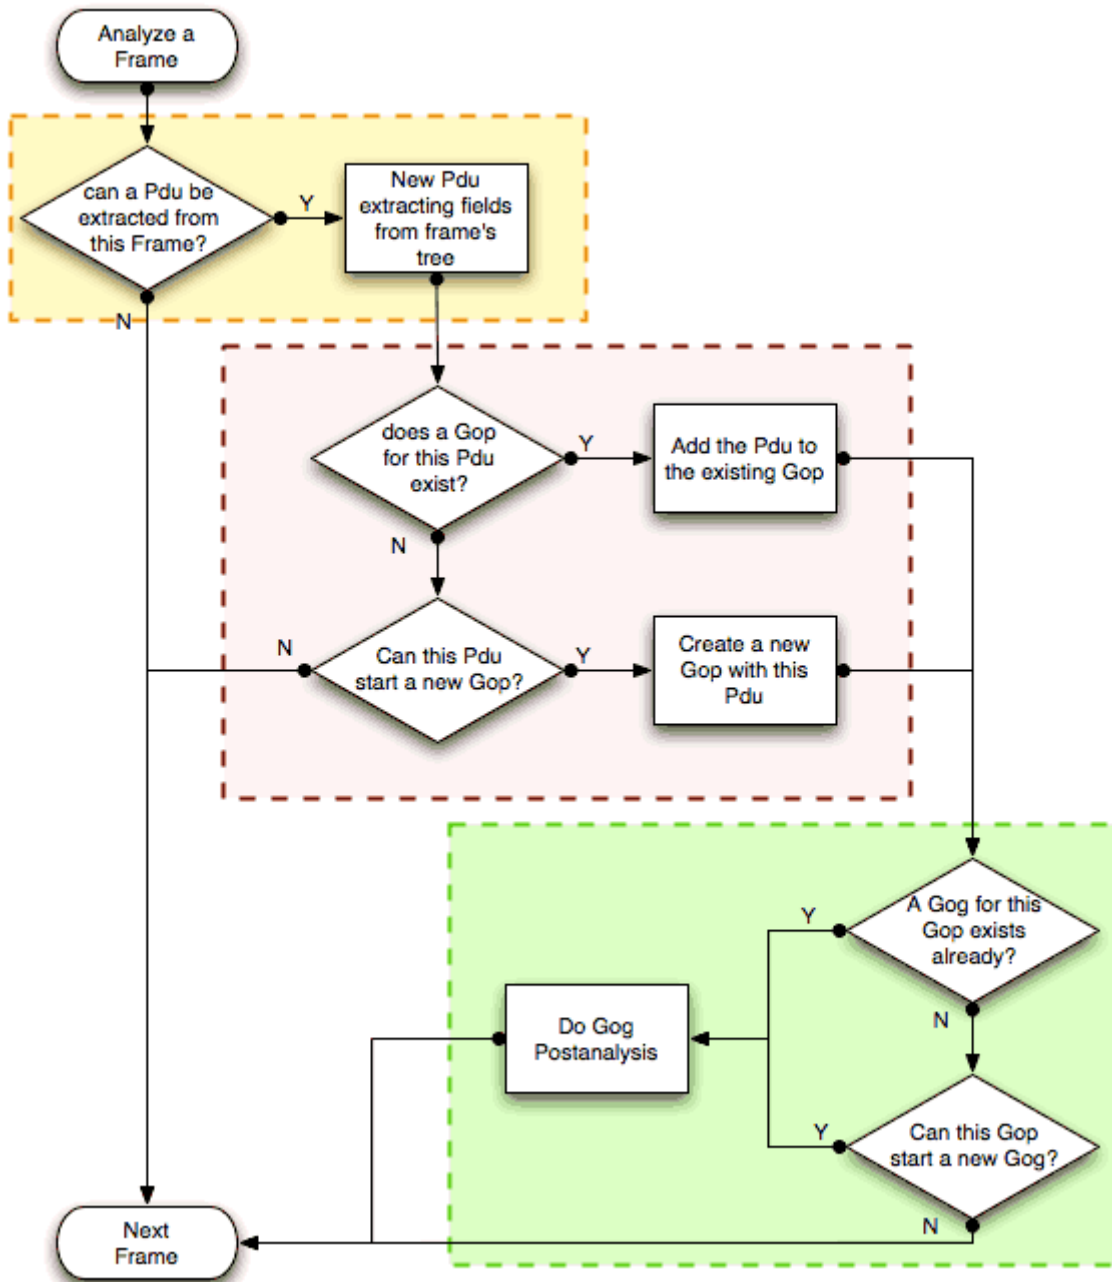 Analyze a
Frame
can a Pdu be
extracted from
this Frame?
Y
New Pdu
extracting fields
from frame's
tree
N
does a Gop
for this Pdu
exist?
Y
Add the Pdu to
the existing Gop
N
N
Can this Pdu
start a new Gop?
Y
Create a new
Gop with this
Pdu
A Gog for this
Gop exists
already?
Y
N
Do Gog
Postanalysis
Can this Gop
start a new Gog?
Y
N
Next
Frame